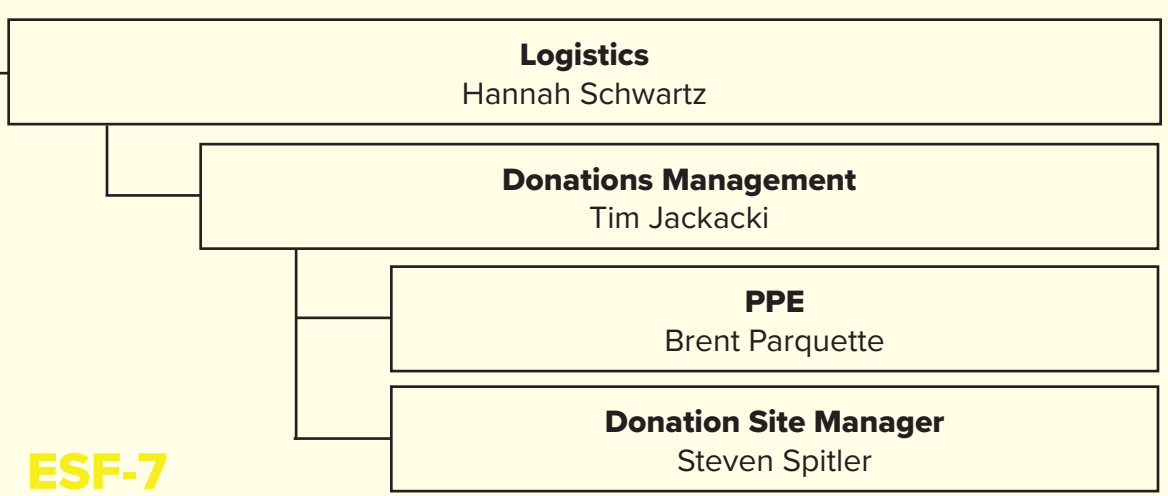 Logistics
Hannah Schwartz
Donations Management
Tim Jackacki
PPE
Brent Parquette
Donation Site Manager
Steven Spitler
ESF-7